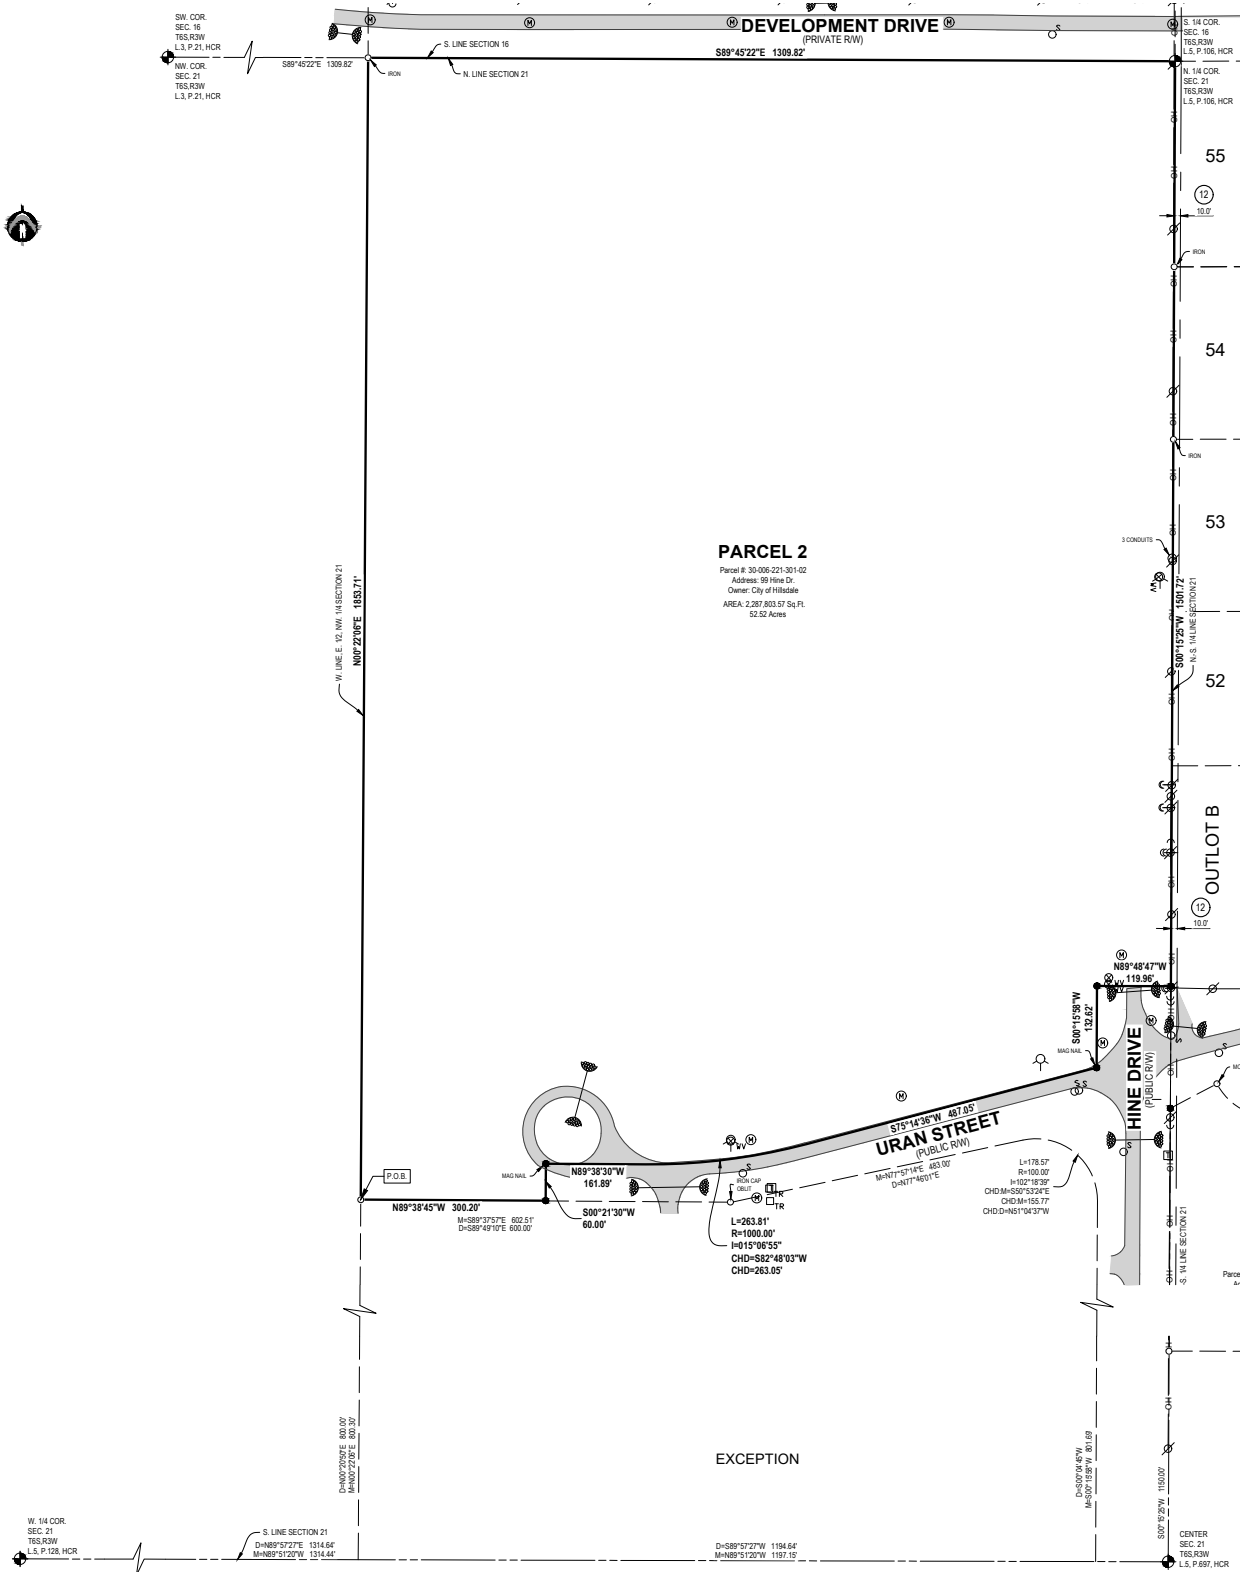 SW. COR.
SEC. 16
T6S,R3W
L.3, P.21, HCR
NW. COR.
SEC. 21
T6S,R3W
L.3, P.21, HCR
S89°45'22"E 1309.82'
IRON
S. LINE SECTION 16
N. LINE SECTION 21
DEVELOPMENT DRIVE
(PRIVATE R/W)
S89°45'22"E 1309.82'
S. 1/4 COR.
SEC. 16
T6S,R3W
L.5, P.106, HCR
N. 1/4 COR.
SEC. 21
T6S,R3W
L.5, P.106, HCR
55
12
10.0'
IRON
54
IRON
53
3 CONDUITS
WV
PARCEL 2
Parcel #: 30-006-221-301-02
Address: 99 Hine Dr.
Owner: City of Hillsdale
AREA: 2,287,803.57 Sq.Ft.
52.52 Acres
W. LINE, E. 1/2, NW. 1/4 SECTION 21
N00°22'06"E 1853.71'
S00°15'25"W 1501.72'
N.-S. 1/4 LINE SECTION 21
52
OUTLOT B
12
10.0'
N89°48'47"W
119.96'
WV
WV
S00°15'58"W
132.62'
MAG NAIL
HINE DRIVE
(PUBLIC R/W)
MO
S75°14'36"W 487.05'
URAN STREET
(PUBLIC R/W)
M=N77°57'14"E 483.00'
D=N77°46'01"E
L=178.57'
R=100.00'
I=102°18'39"
CHD:M=S50°53'24"E
CHD:M=155.77'
CHD:D=N51°04'37"W
P.O.B.
MAG NAIL
N89°38'30"W
161.89'
WV
IRON CAP
OBLIT
TR
TR
N89°38'45"W 300.20'
M=S89°37'57"E 602.51'
D=S89°49'10"E 600.00'
S00°21'30"W
60.00'
L=263.81'
R=1000.00'
I=015°06'55"
CHD=S82°48'03"W
CHD=263.05'
-S. 1/4 LINE SECTION 21
Parce
D=N00°20'50"E 800.00'
M=N00°22'06"E 800.30'
EXCEPTION
D=S00°04'45"W
M=S00°15'58"W 801.69'
S00°15'25"W 1150.00'
W. 1/4 COR.
SEC. 21
T6S,R3W
L.5, P.128, HCR
S. LINE SECTION 21
D=N89°57'27"E 1314.64'
M=N89°51'20"W 1314.44'
D=S89°57'27"W 1194.64'
M=N89°51'20"W 1197.15'
CENTER
SEC. 21
T6S,R3W
L.5, P.697, HCR